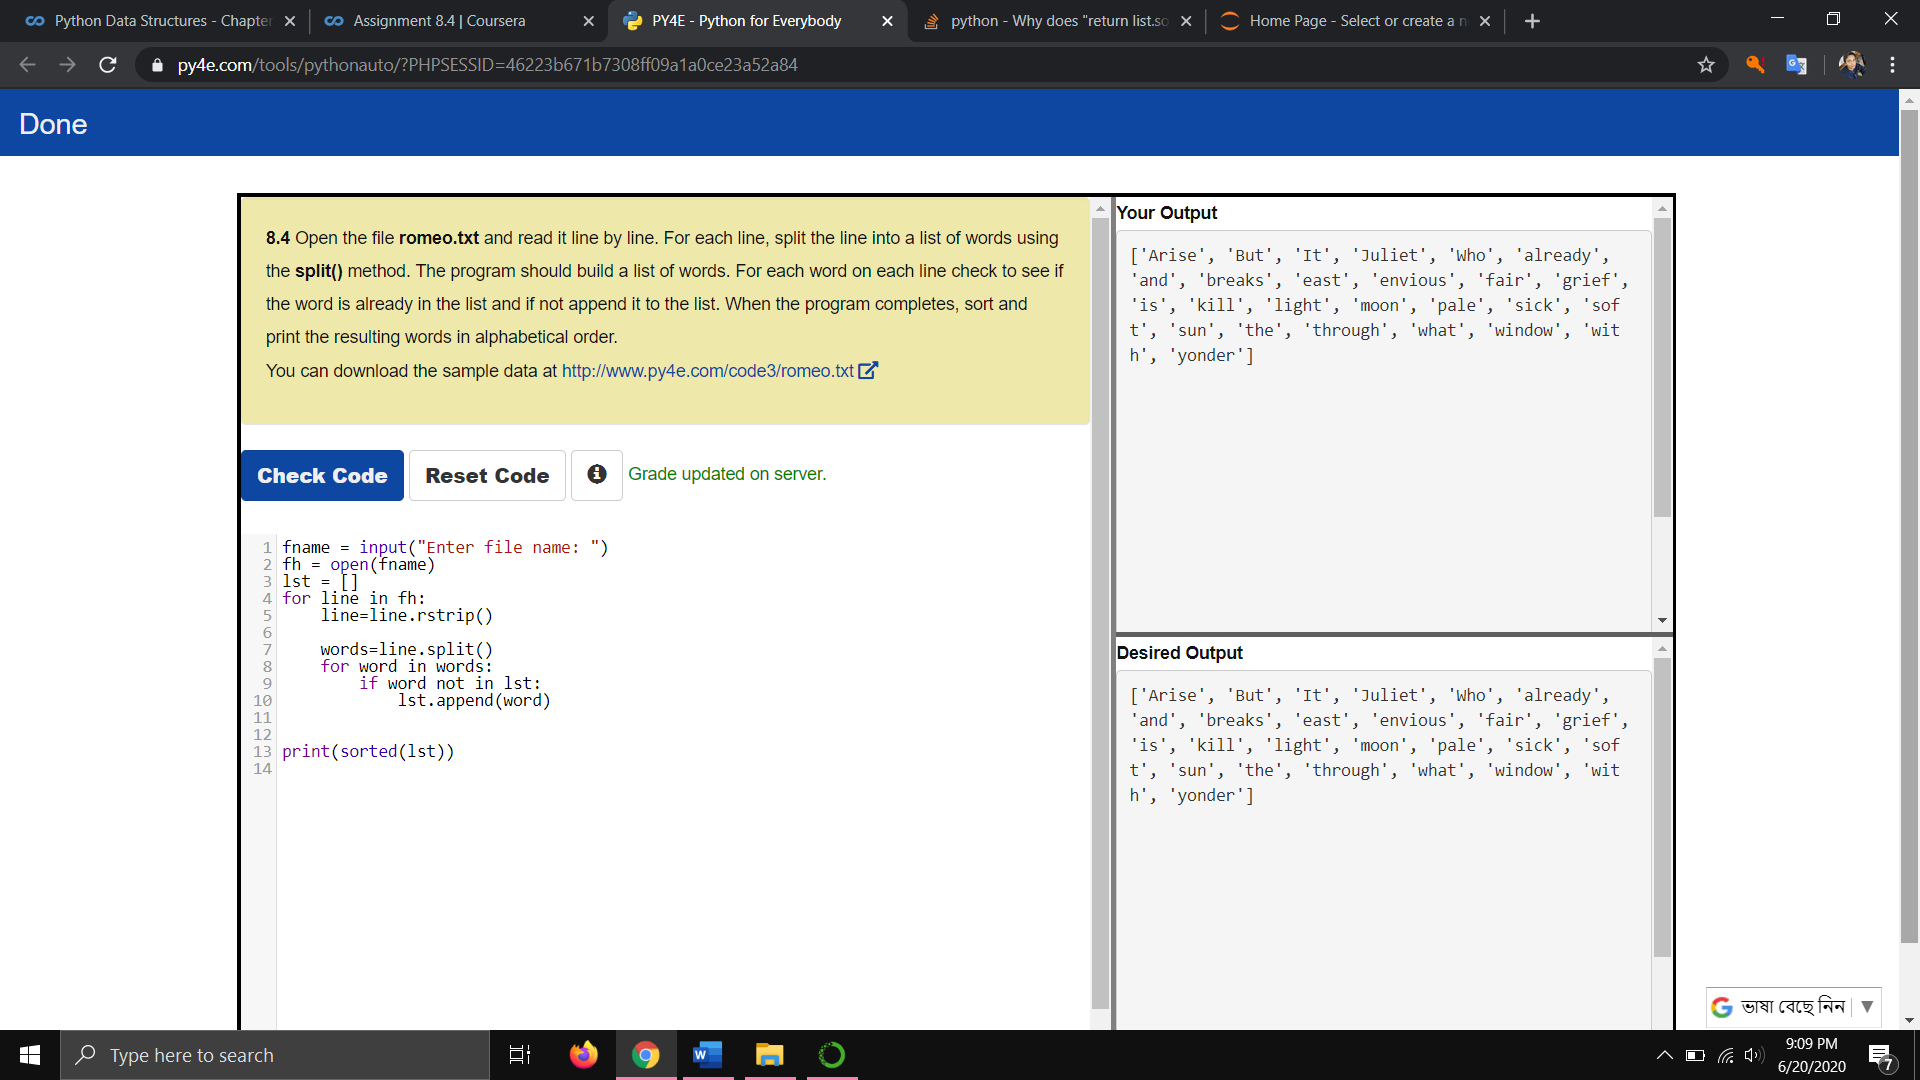 Python Data Structures - Chapter
Assignment 8.4 | Coursera
PY4E - Python for Everybody
python - Why does "return list.so
Home Page - Select or create a n
py4e.com/tools/pythonauto/?PHPSESSID=46223b671b7308ff09a1a0ce23a52a84
Done
8.4 Open the file romeo.txt and read it line by line. For each line, split the line into a list of words using
the split() method. The program should build a list of words. For each word on each line check to see if
the word is already in the list and if not append it to the list. When the program completes, sort and
print the resulting words in alphabetical order.
You can download the sample data at http://www.py4e.com/code3/romeo.txt
Check Code
Reset Code
Grade updated on server.
1 fname = input("Enter file name: ")
2 fh = open(fname)
3 lst = []
4 for line in fh:
5     line=line.rstrip()
6
7     words=line.split()
8     for word in words:
9         if word not in lst:
10             lst.append(word)
11
12
13 print(sorted(lst))
14
Your Output
['Arise', 'But', 'It', 'Juliet', 'Who', 'already',
'and', 'breaks', 'east', 'envious', 'fair', 'grief',
'is', 'kill', 'light', 'moon', 'pale', 'sick', 'sof
t', 'sun', 'the', 'through', 'what', 'window', 'wit
h', 'yonder']
Desired Output
['Arise', 'But', 'It', 'Juliet', 'Who', 'already',
'and', 'breaks', 'east', 'envious', 'fair', 'grief',
'is', 'kill', 'light', 'moon', 'pale', 'sick', 'sof
t', 'sun', 'the', 'through', 'what', 'window', 'wit
h', 'yonder']
ভাষা বেছে নিন
Type here to search
9:09 PM
6/20/2020
7